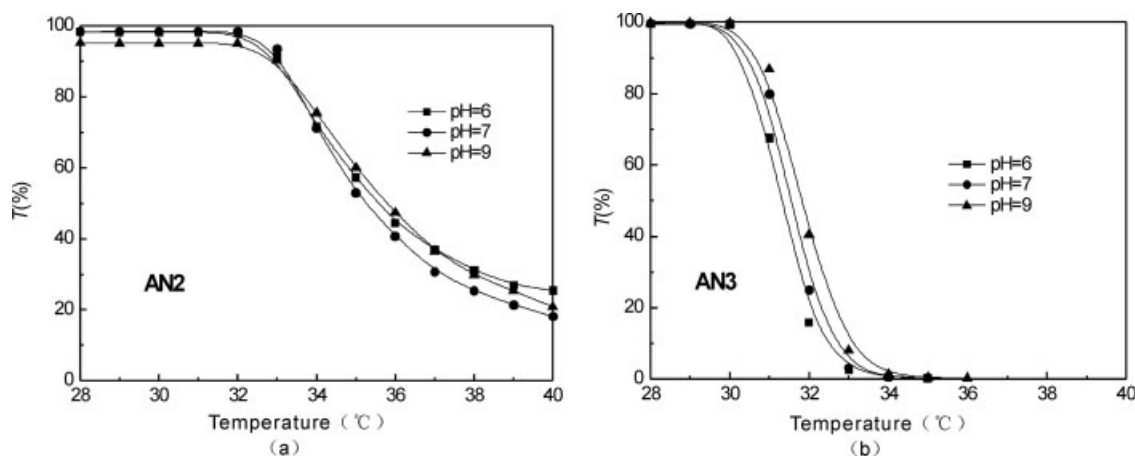 100
80
60
40
20
0
T(%)
pH=6
pH=7
pH=9
AN2
28 30 32 34 36 38 40
Temperature（℃）
（a）
100
80
60
40
20
0
T(%)
pH=6
pH=7
pH=9
AN3
28 30 32 34 36 38 40
Temperature（℃）
（b）